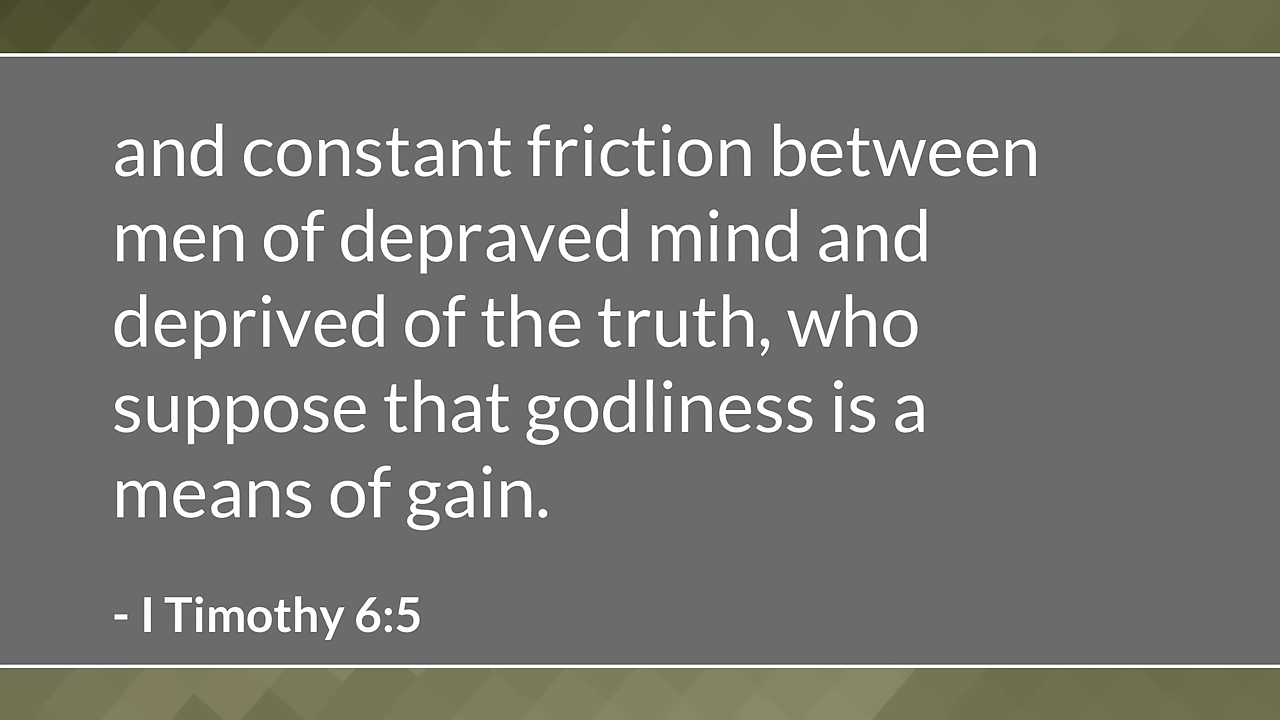 and constant friction between
men of depraved mind and
deprived of the truth, who
suppose that godliness is a
means of gain.
- I Timothy 6:5